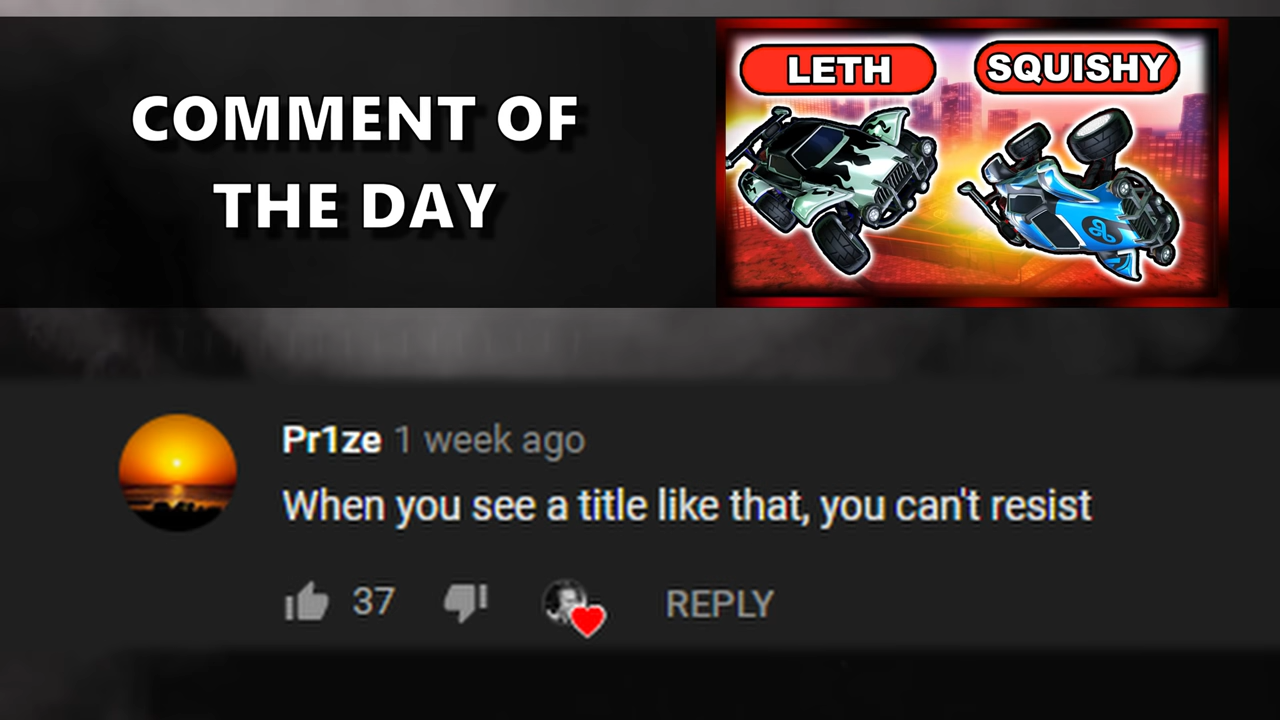 COMMENT OF
THE DAY
LETH
SQUISHY
Pr1ze 1 week ago
When you see a title like that, you can't resist
37
REPLY